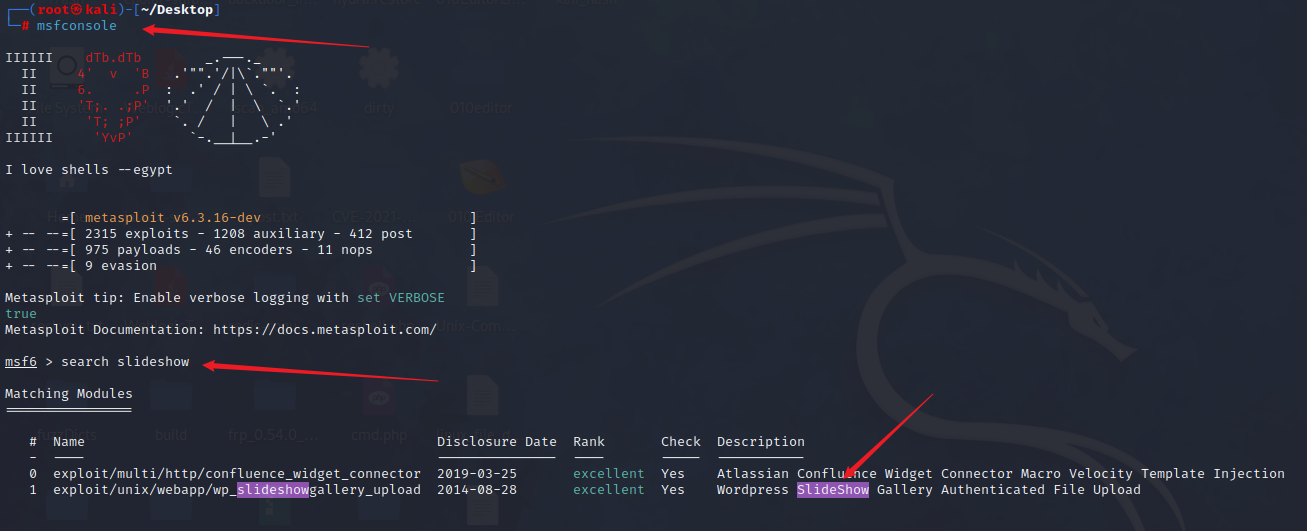 ┌──(root㉿kali)-[~/Desktop]
└─# msfconsole
IIIIII    dTb.dTb        _.---._
  II     4'  v  'B   .'"".'/|\`.""'.
  II     6.     .P  :  .' / | \ `.  :
  II     'T;. .;P'  '.'  /  |  \  `.'
  II      'T; ;P'    `. /   |   \ .'
IIIIII     'YvP'       `-.__|__.-'
I love shells --egypt
=[ metasploit v6.3.16-dev ]
+ -- --=[ 2315 exploits - 1208 auxiliary - 412 post ]
+ -- --=[ 975 payloads - 46 encoders - 11 nops ]
+ -- --=[ 9 evasion ]
Metasploit tip: Enable verbose logging with set VERBOSE
true
Metasploit Documentation: https://docs.metasploit.com/
msf6 > search slideshow
Matching Modules
================
#  Name  Disclosure Date  Rank  Check  Description
-  ----  ---------------  ----  -----  -----------
0  exploit/multi/http/confluence_widget_connector  2019-03-25  excellent  Yes  Atlassian Confluence Widget Connector Macro Velocity Template Injection
1  exploit/unix/webapp/wp_slideshowgallery_upload  2014-08-28  excellent  Yes  Wordpress SlideShow Gallery Authenticated File Upload